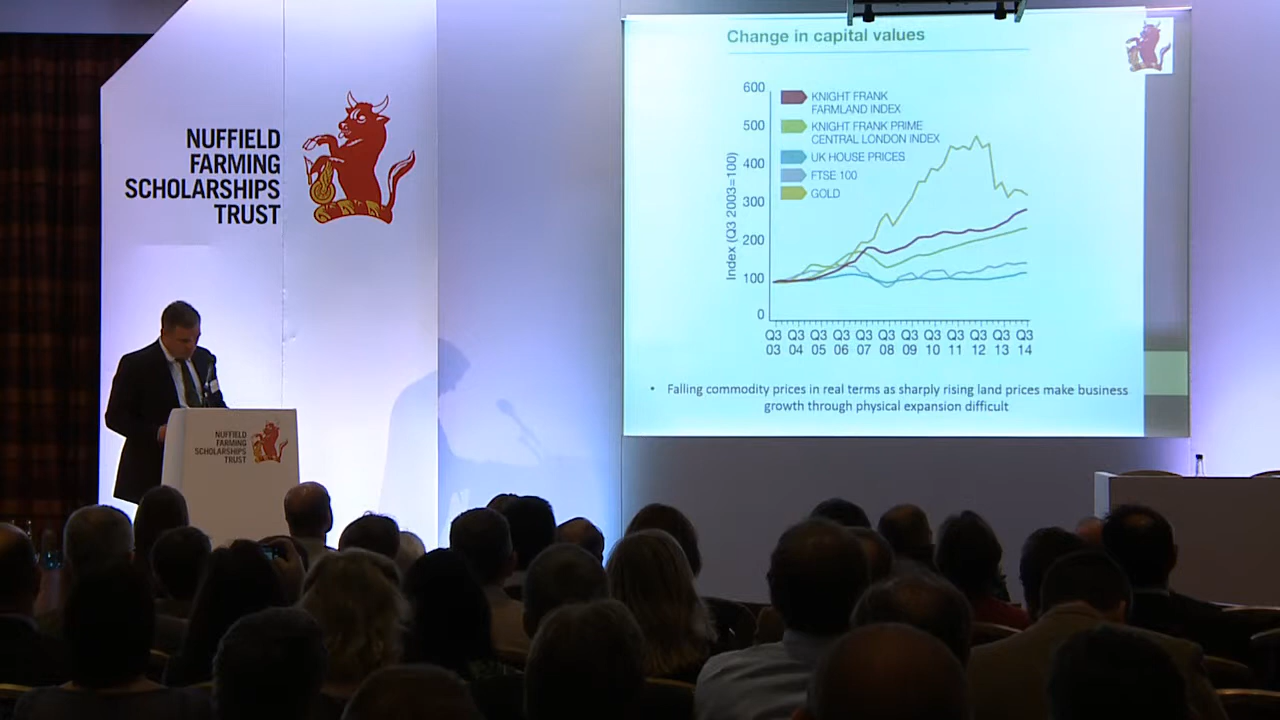 NUFFIELD
FARMING
SCHOLARSHIPS
TRUST
NUFFIELD
FARMING
SCHOLARSHIPS
TRUST
Change in capital values
KNIGHT FRANK
FARMLAND INDEX
KNIGHT FRANK PRIME
CENTRAL LONDON INDEX
UK HOUSE PRICES
FTSE 100
GOLD
Index (Q3 2003=100)
600
500
400
300
200
100
0
Q3 Q3 Q3 Q3 Q3 Q3 Q3 Q3 Q3 Q3 Q3 Q3
03 04 05 06 07 08 09 10 11 12 13 14
• Falling commodity prices in real terms as sharply rising land prices make business
growth through physical expansion difficult